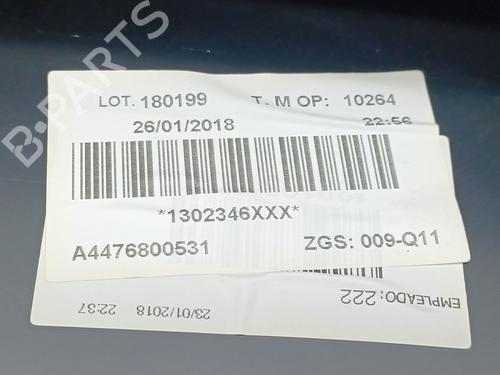 B-PARTS
LOT. 180199 T. M OP: 10264
26/01/2018 22:56
*1302346XXX*
A4476800531 ZGS: 009-Q11
EMPLEADO: 222
23/01/2018 22:37